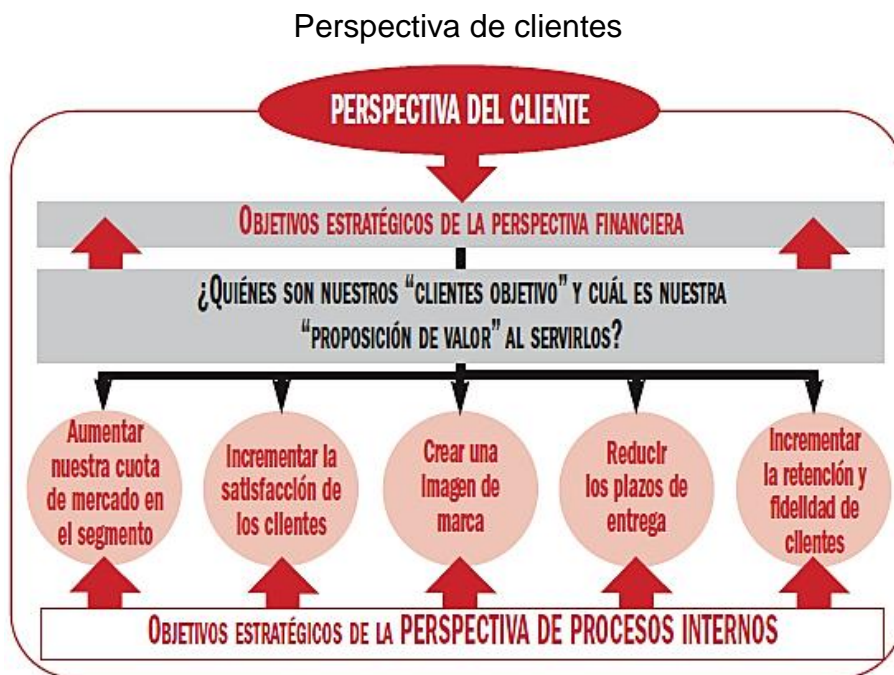 Perspectiva de clientes
PERSPECTIVA DEL CLIENTE
OBJETIVOS ESTRATÉGICOS DE LA PERSPECTIVA FINANCIERA
¿QUIÉNES SON NUESTROS “CLIENTES OBJETIVO” Y CUÁL ES NUESTRA
“PROPOSICIÓN DE VALOR” AL SERVIRLOS?
Aumentar
nuestra cuota
de mercado en
el segmento
Incrementar la
satisfacción de
los clientes
Crear una
imagen de
marca
Reducir
los plazos de
entrega
Incrementar
la retención y
fidelidad de
clientes
OBJETIVOS ESTRATÉGICOS DE LA PERSPECTIVA DE PROCESOS INTERNOS